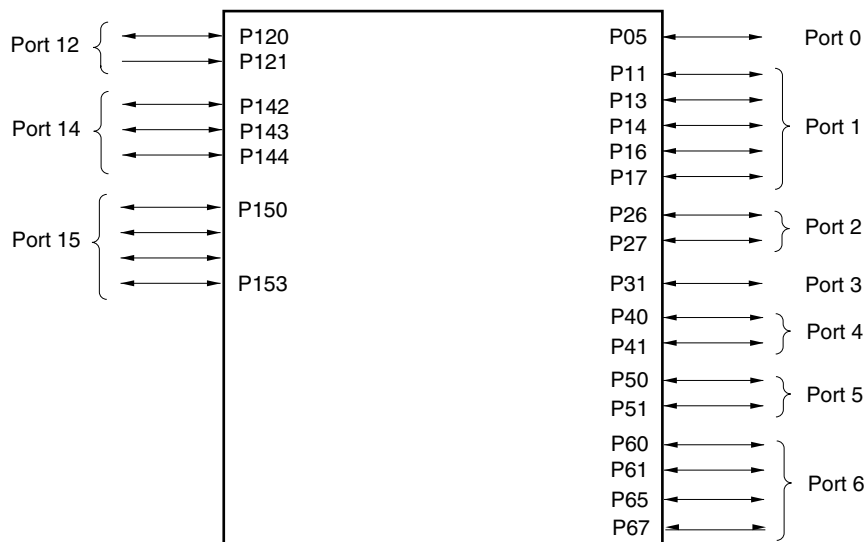 Port 12
P120
P121
Port 14
P142
P143
P144
Port 15
P150
P153
P05
Port 0
P11
P13
P14
P16
P17
Port 1
P26
P27
Port 2
P31
Port 3
P40
P41
Port 4
P50
P51
Port 5
P60
P61
P65
P67
Port 6